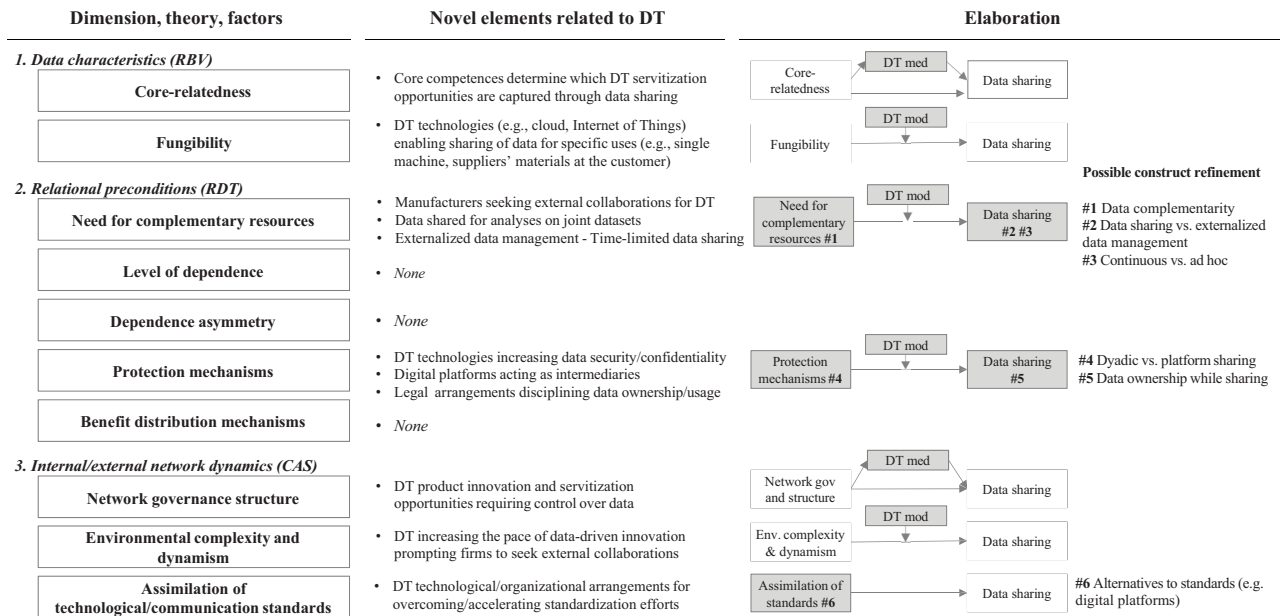 Dimension, theory, factors
Novel elements related to DT
Elaboration
1. Data characteristics (RBV)
Core-relatedness
• Core competences determine which DT servitization
opportunities are captured through data sharing
Core-
relatedness
DT med
Data sharing
Fungibility
• DT technologies (e.g., cloud, Internet of Things)
enabling sharing of data for specific uses (e.g., single
machine, suppliers' materials at the customer)
Fungibility
DT mod
Data sharing
Possible construct refinement
2. Relational preconditions (RDT)
Need for complementary resources
• Manufacturers seeking external collaborations for DT
• Data shared for analyses on joint datasets
• Externalized data management - Time-limited data sharing
Need for
complementary
resources #1
DT mod
Data sharing
#2 #3
#1 Data complementarity
#2 Data sharing vs. externalized
data management
#3 Continuous vs. ad hoc
Level of dependence
• None
Dependence asymmetry
• None
Protection mechanisms
• DT technologies increasing data security/confidentiality
• Digital platforms acting as intermediaries
• Legal arrangements disciplining data ownership/usage
Protection
mechanisms #4
DT mod
Data sharing
#5
#4 Dyadic vs. platform sharing
#5 Data ownership while sharing
Benefit distribution mechanisms
• None
3. Internal/external network dynamics (CAS)
Network governance structure
• DT product innovation and servitization
opportunities requiring control over data
Network gov
and structure
DT med
Data sharing
Environmental complexity and
dynamism
• DT increasing the pace of data-driven innovation
prompting firms to seek external collaborations
Env. complexity
& dynamism
DT mod
Data sharing
Assimilation of
technological/communication standards
• DT technological/organizational arrangements for
overcoming/accelerating standardization efforts
Assimilation of
standards #6
Data sharing
#6 Alternatives to standards (e.g.
digital platforms)